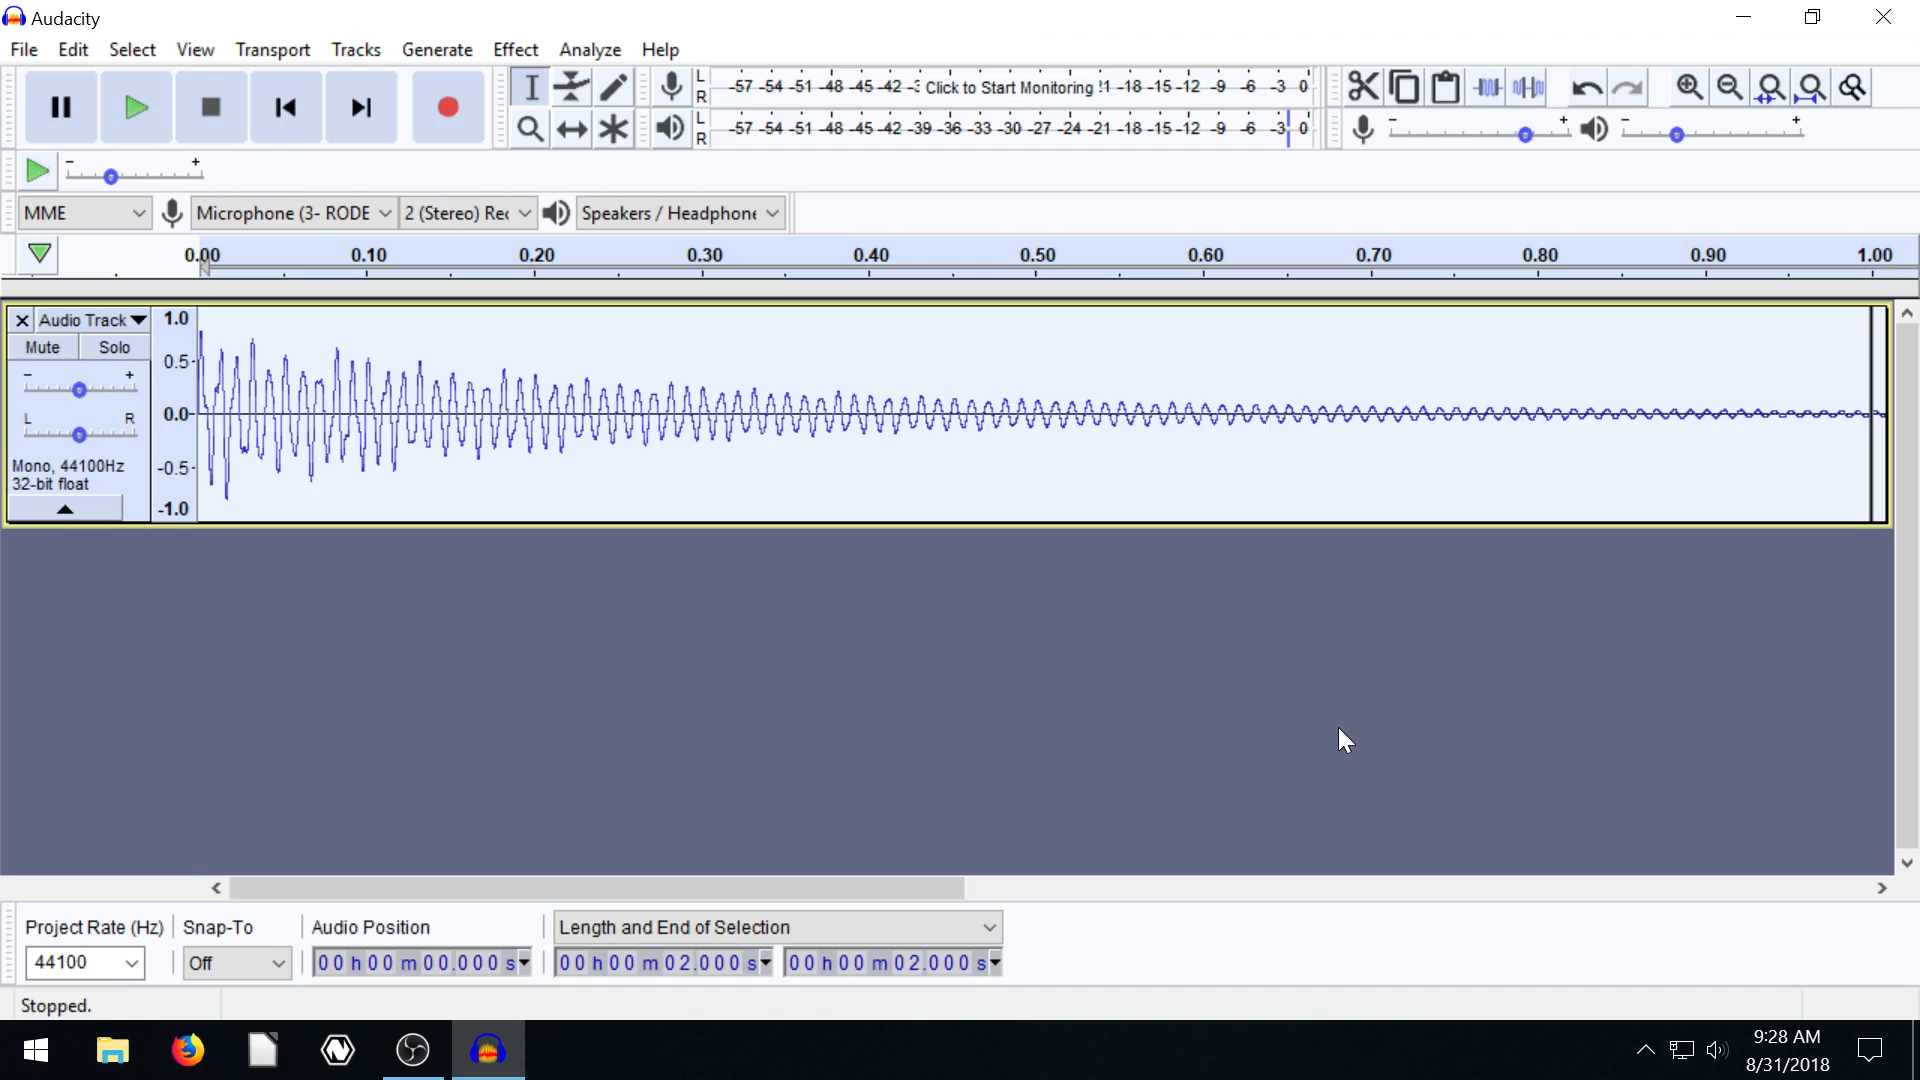 Audacity
File Edit Select View Transport Tracks Generate Effect Analyze Help
L
R
-57 -54 -51 -48 -45 -42 Click to Start Monitoring -18 -15 -12 -9 -6 -3 0
L
R
-57 -54 -51 -48 -45 -42 -39 -36 -33 -30 -27 -24 -21 -18 -15 -12 -9 -6 -3 0
- +
- +
- +
MME
Microphone (3- RODE
2 (Stereo) Rec
Speakers / Headphone
0.00 0.10 0.20 0.30 0.40 0.50 0.60 0.70 0.80 0.90 1.00
Audio Track
Mute Solo
- +
L R
Mono, 44100Hz
32-bit float
1.0
0.5
0.0
-0.5
-1.0
Project Rate (Hz) Snap-To Audio Position Length and End of Selection
44100 Off 00 h 00 m 00.000 s 00 h 00 m 02.000 s 00 h 00 m 02.000 s
Stopped.
9:28 AM
8/31/2018